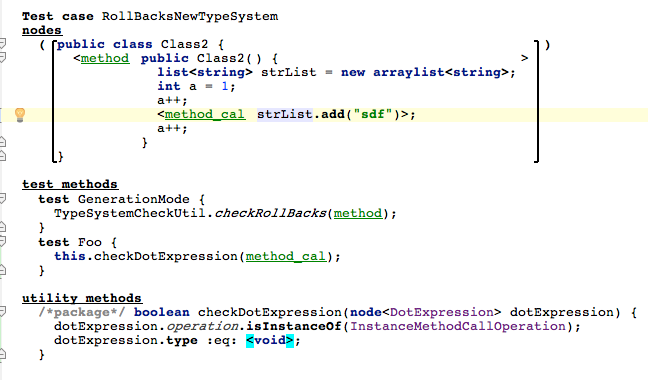 Test case RollBacksNewTypeSystem
nodes
( public class Class2 { )
<method public Class2() { >
list<string> strList = new arraylist<string>;
int a = 1;
a++;
<method_cal strList.add("sdf")>;
a++;
}
}
test methods
test GenerationMode {
TypeSystemCheckUtil.checkRollBacks(method);
}
test Foo {
this.checkDotExpression(method_cal);
}
utility methods
/*package*/ boolean checkDotExpression(node<DotExpression> dotExpression) {
dotExpression.operation.isInstanceOf(InstanceMethodCallOperation);
dotExpression.type :eq: <void>;
}